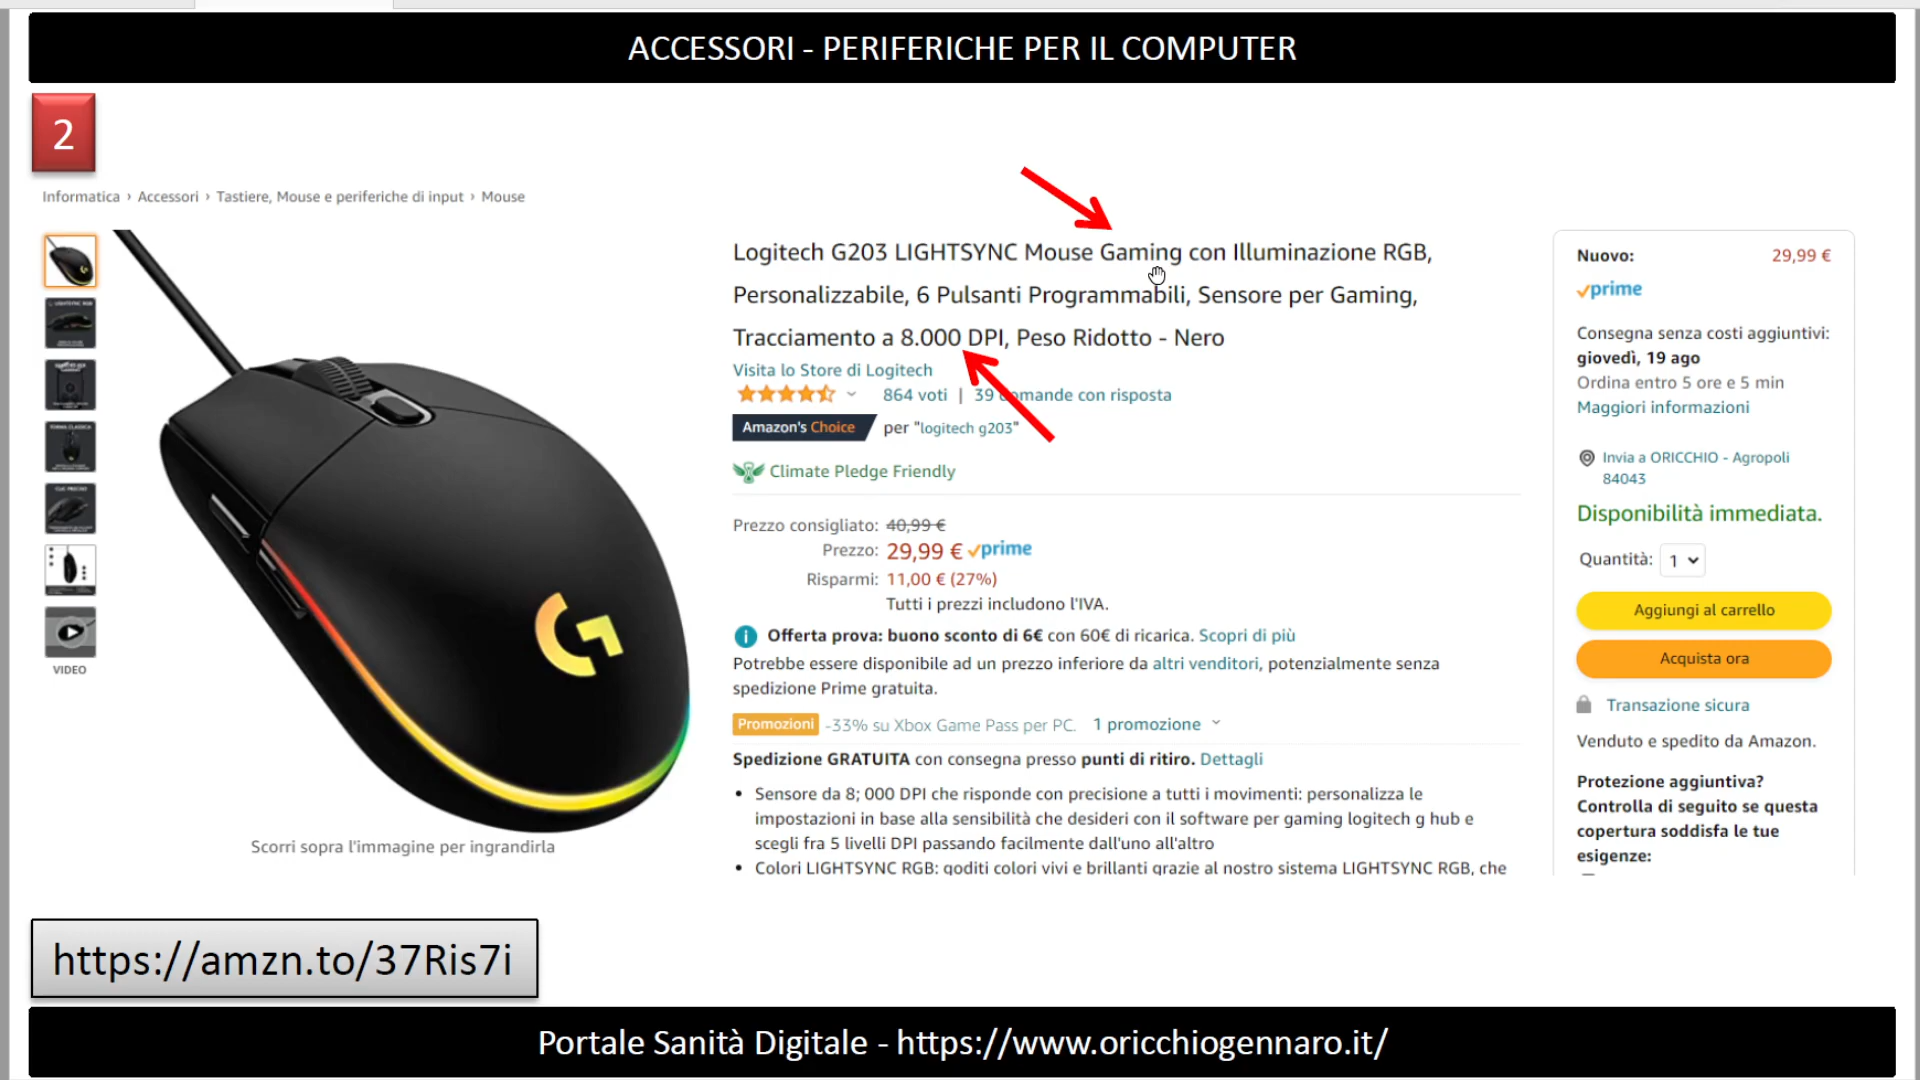 ACCESSORI - PERIFERICHE PER IL COMPUTER
2
Informatica › Accessori › Tastiere, Mouse e periferiche di input › Mouse
Logitech G203 LIGHTSYNC Mouse Gaming con Illuminazione RGB,
Personalizzabile, 6 Pulsanti Programmabili, Sensore per Gaming,
Tracciamento a 8.000 DPI, Peso Ridotto - Nero
Visita lo Store di Logitech
864 voti | 39 domande con risposta
Amazon's Choice per "logitech g203"
Climate Pledge Friendly
Prezzo consigliato: 40,99 €
Prezzo: 29,99 € prime
Risparmi: 11,00 € (27%)
Tutti i prezzi includono l'IVA.
Offerta prova: buono sconto di 6€ con 60€ di ricarica. Scopri di più
Potrebbe essere disponibile ad un prezzo inferiore da altri venditori, potenzialmente senza
spedizione Prime gratuita.
Promozioni -33% su Xbox Game Pass per PC. 1 promozione
Spedizione GRATUITA con consegna presso punti di ritiro. Dettagli
• Sensore da 8; 000 DPI che risponde con precisione a tutti i movimenti: personalizza le
impostazioni in base alla sensibilità che desideri con il software per gaming logitech g hub e
scegli fra 5 livelli DPI passando facilmente dall'uno all'altro
• Colori LIGHTSYNC RGB: goditi colori vivi e brillanti grazie al nostro sistema LIGHTSYNC RGB, che
VIDEO
Scorri sopra l'immagine per ingrandirla
Nuovo: 29,99 €
prime
Consegna senza costi aggiuntivi:
giovedì, 19 ago
Ordina entro 5 ore e 5 min
Maggiori informazioni
Invia a ORICCHIO - Agropoli
84043
Disponibilità immediata.
Quantità: 1
Aggiungi al carrello
Acquista ora
Transazione sicura
Venduto e spedito da Amazon.
Protezione aggiuntiva?
Controlla di seguito se questa
copertura soddisfa le tue
esigenze:
https://amzn.to/37Ris7i
Portale Sanità Digitale - https://www.oricchiogennaro.it/